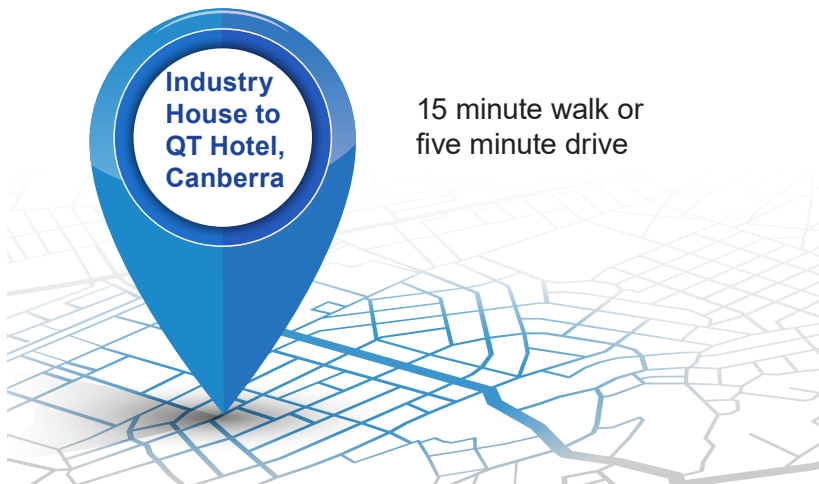 Industry
House to
QT Hotel,
Canberra
15 minute walk or
five minute drive